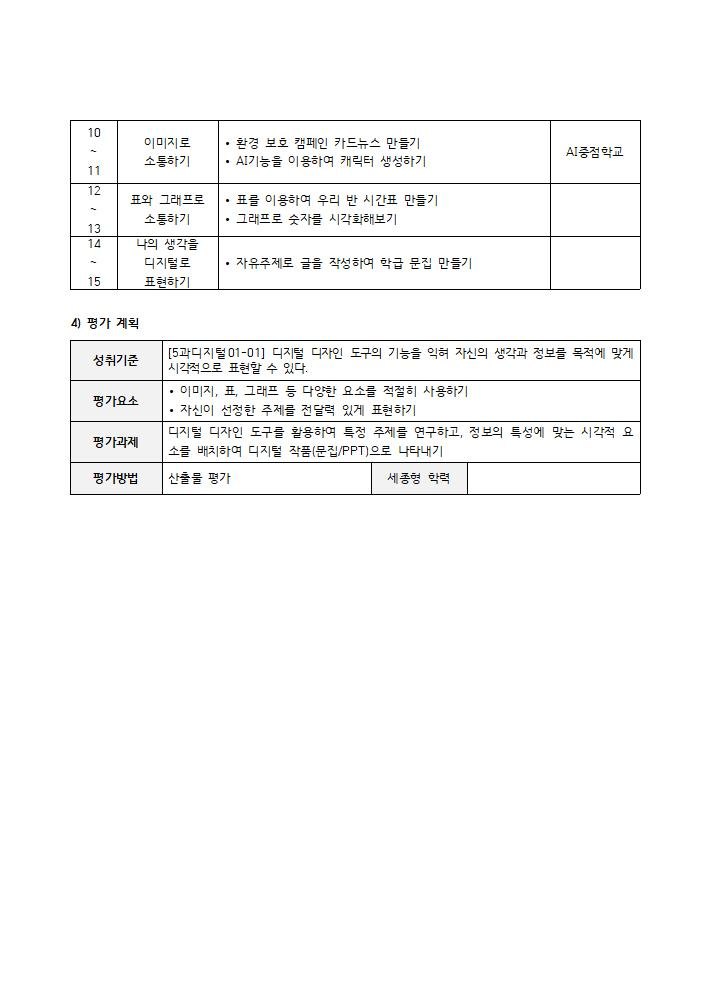 10
~
11
이미지로
소통하기
• 환경 보호 캠페인 카드뉴스 만들기
• AI기능을 이용하여 캐릭터 생성하기
AI중점학교
12
~
13
표와 그래프로
소통하기
• 표를 이용하여 우리 반 시간표 만들기
• 그래프로 숫자를 시각화해보기
14
~
15
나의 생각을
디지털로
표현하기
• 자유주제로 글을 작성하여 학급 문집 만들기
4) 평가 계획
성취기준
[5과디지털01-01] 디지털 디자인 도구의 기능을 익혀 자신의 생각과 정보를 목적에 맞게
시각적으로 표현할 수 있다.
평가요소
• 이미지, 표, 그래프 등 다양한 요소를 적절히 사용하기
• 자신이 선정한 주제를 전달력 있게 표현하기
평가과제
디지털 디자인 도구를 활용하여 특정 주제를 연구하고, 정보의 특성에 맞는 시각적 요
소를 배치하여 디지털 작품(문집/PPT)으로 나타내기
평가방법
산출물 평가
세종형 학력